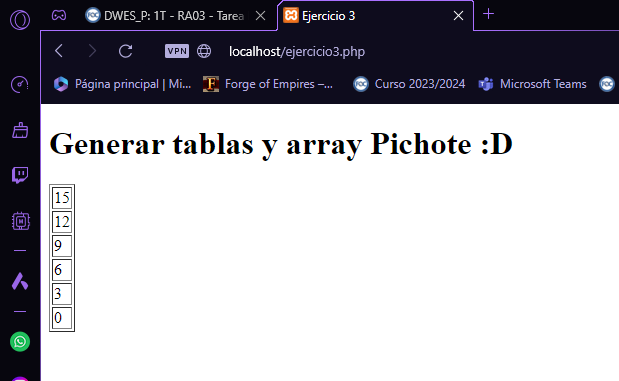 DWES_P: 1T - RA03 - Tarea
Ejercicio 3
VPN
localhost/ejercicio3.php
Página principal | Mi...
Forge of Empires –...
FOC
Curso 2023/2024
Microsoft Teams
Generar tablas y array Pichote :D
15
12
9
6
3
0